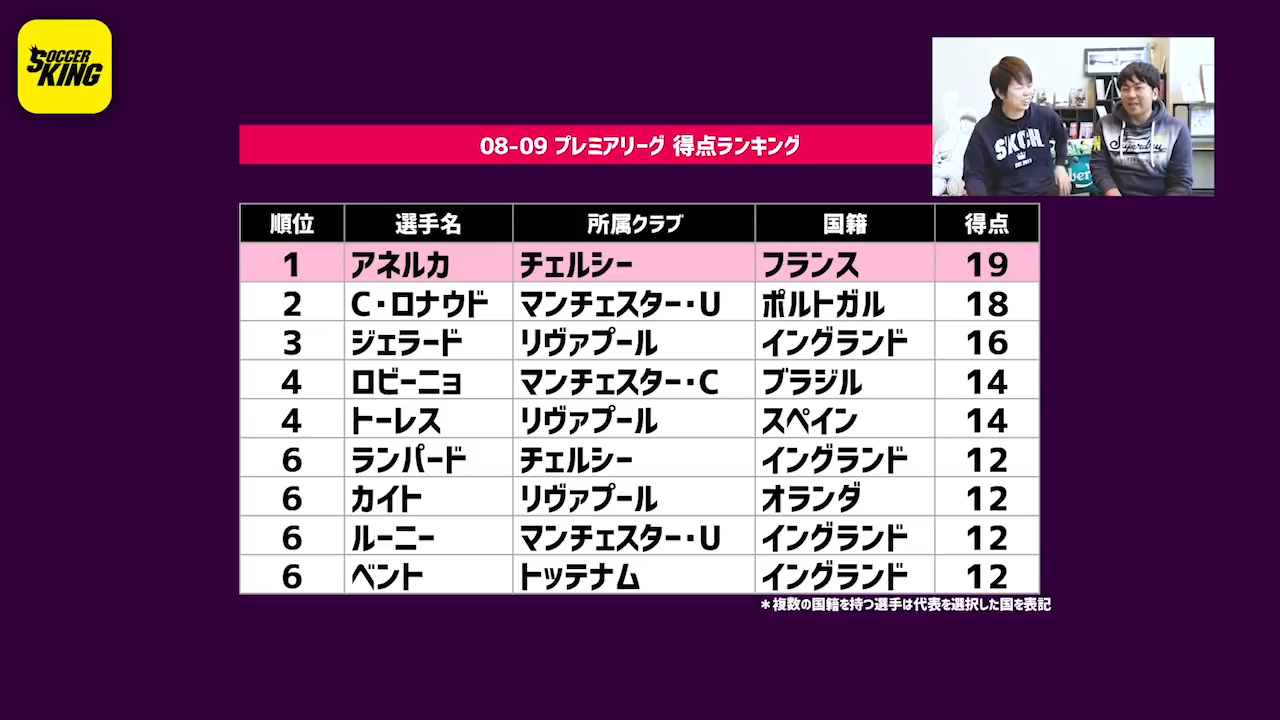 SOCCER
KING
08-09 プレミアリーグ 得点ランキング
SKCHI
Superdry
順位 選手名 所属クラブ 国籍 得点
1 アネルカ チェルシー フランス 19
2 C・ロナウド マンチェスター・U ポルトガル 18
3 ジェラード リヴァプール イングランド 16
4 ロビーニョ マンチェスター・C ブラジル 14
4 トーレス リヴァプール スペイン 14
6 ランパード チェルシー イングランド 12
6 カイト リヴァプール オランダ 12
6 ルーニー マンチェスター・U イングランド 12
6 ベント トッテナム イングランド 12
＊複数の国籍を持つ選手は代表を選択した国を表記